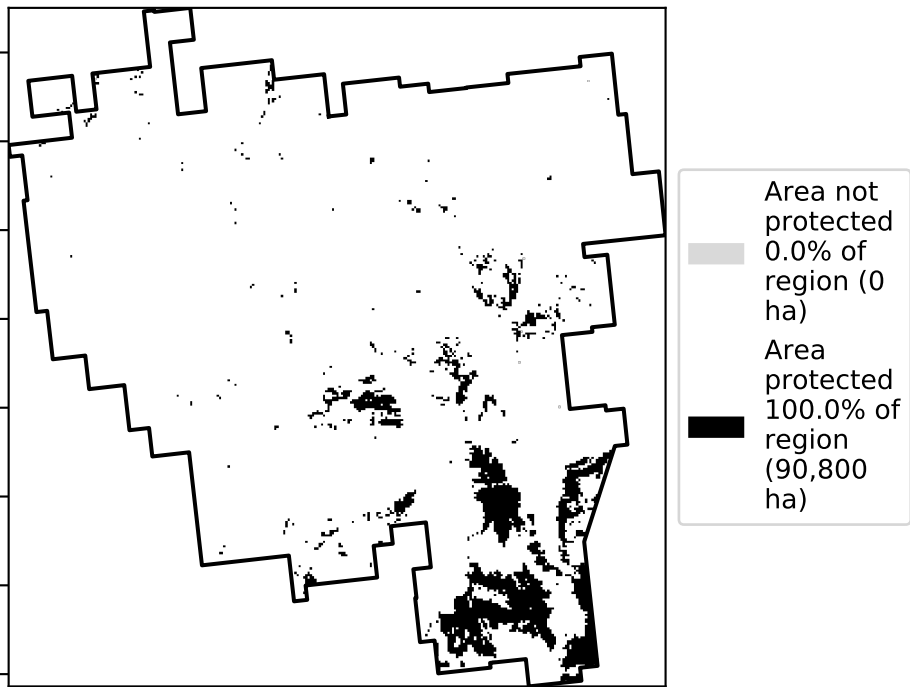 Area not
protected
0.0% of
region (0
ha)
Area
protected
100.0% of
region
(90,800
ha)